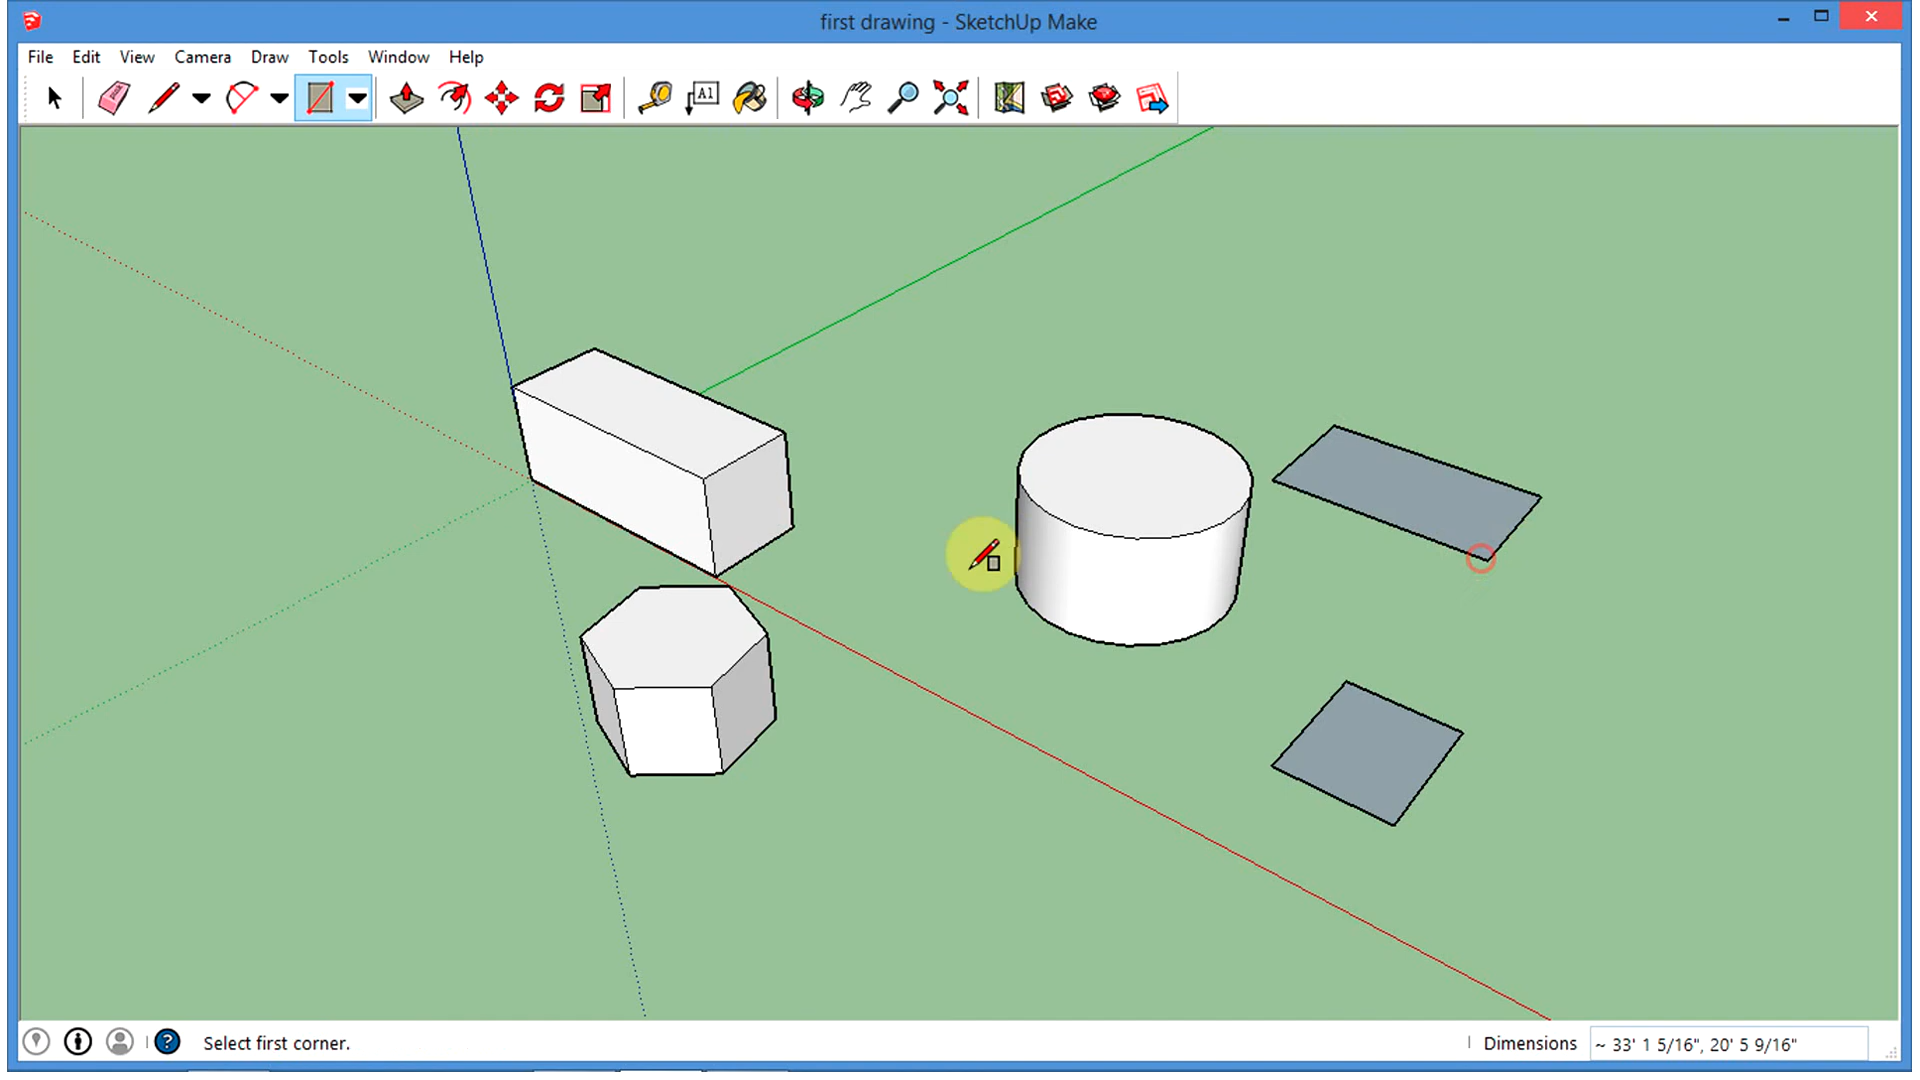 first drawing - SketchUp Make
File Edit View Camera Draw Tools Window Help
A1
Select first corner.
Dimensions ~ 33' 1 5/16", 20' 5 9/16"